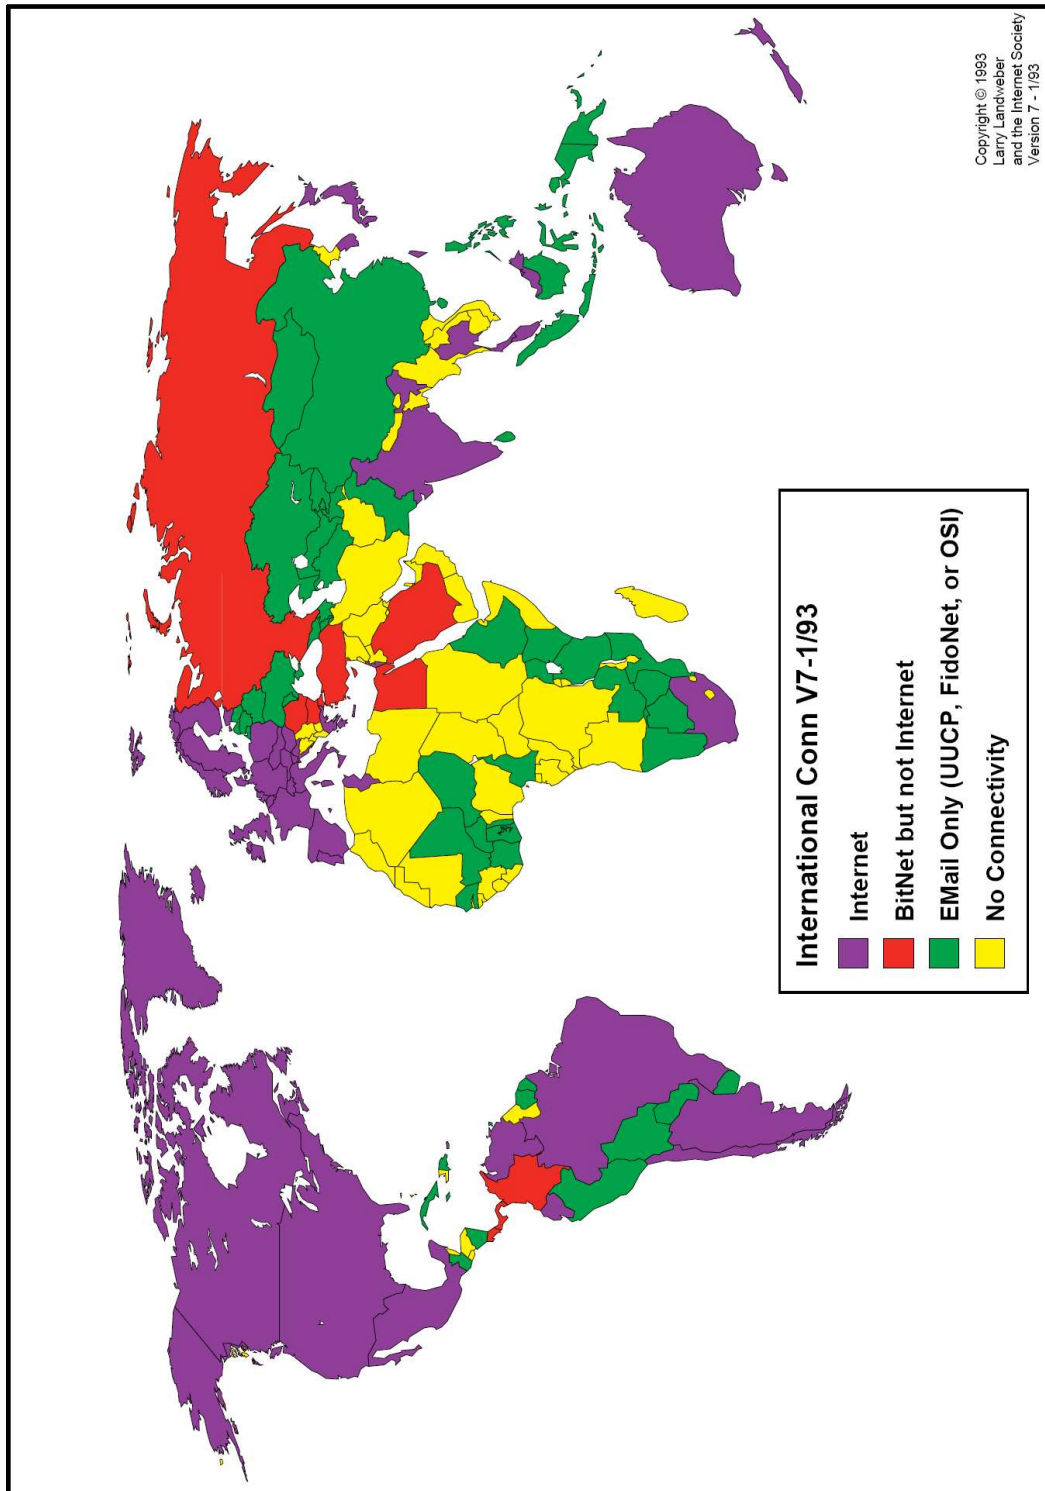 International Conn V7-1/93
Internet
BitNet but not Internet
EMail Only (UUCP, FidoNet, or OSI)
No Connectivity
Copyright © 1993
Larry Landweber
and the Internet Society
Version 7 - 1/93